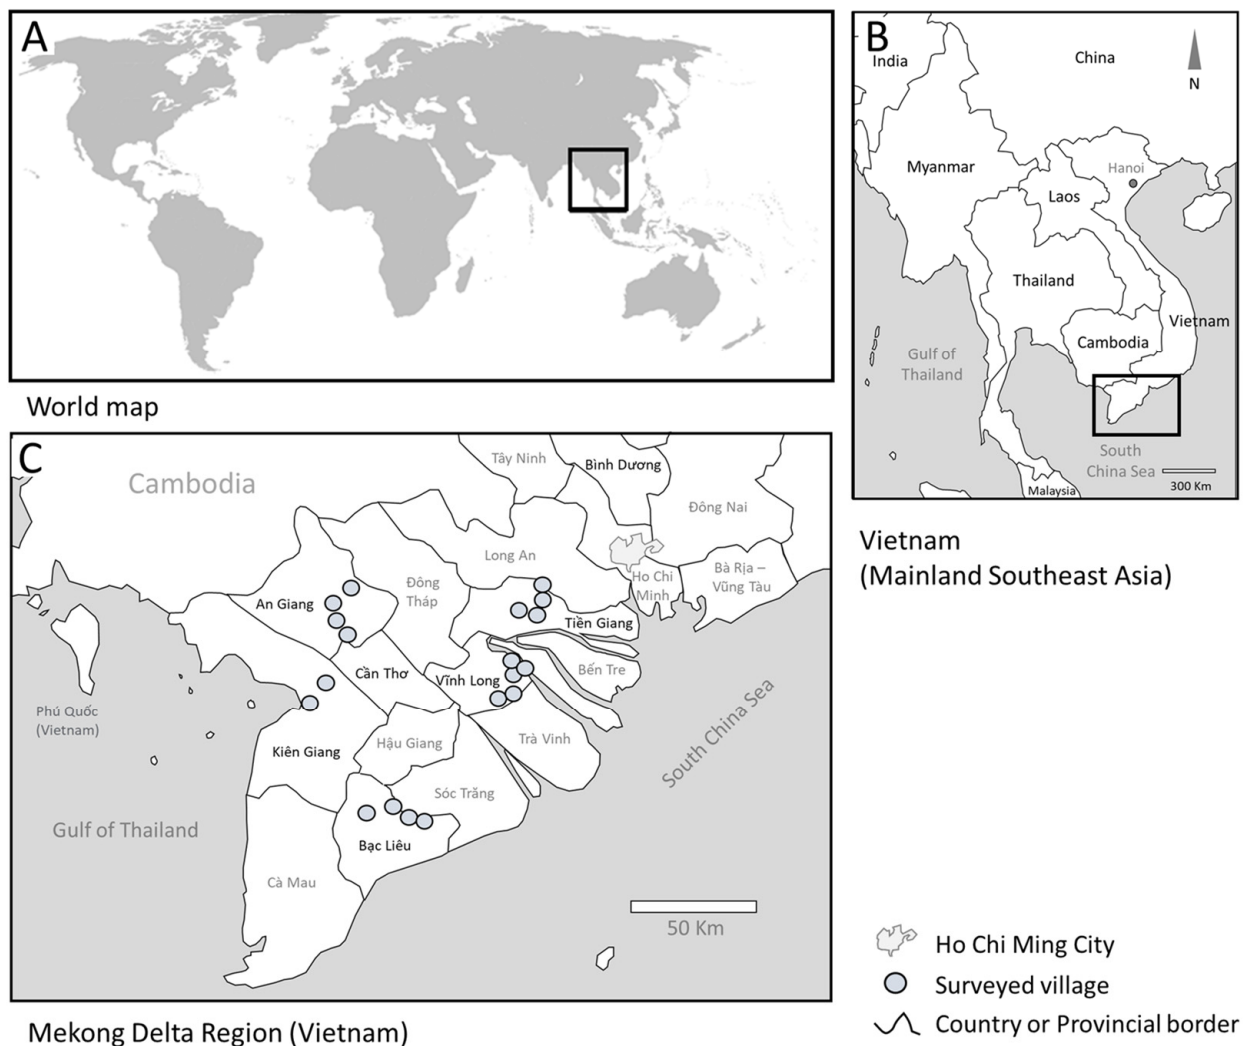 A
World map
B
India
China
N
Myanmar
Hanoi
Laos
Thailand
Vietnam
Cambodia
Gulf of
Thailand
South
China Sea
300 Km
Malaysia
Vietnam
(Mainland Southeast Asia)
C
Cambodia
Tây Ninh
Bình Dương
Đông Nai
Long An
Ho Chi
Minh
Bà Rịa –
Vũng Tàu
An Giang
Đông
Tháp
Tiền Giang
Cần Thơ
Vĩnh Long
Bến Tre
Phú Quốc
(Vietnam)
Kiên Giang
Hậu Giang
Trà Vinh
South China Sea
Sóc Trăng
Gulf of Thailand
Bạc Liêu
Cà Mau
50 Km
Mekong Delta Region (Vietnam)
Ho Chi Ming City
Surveyed village
Country or Provincial border